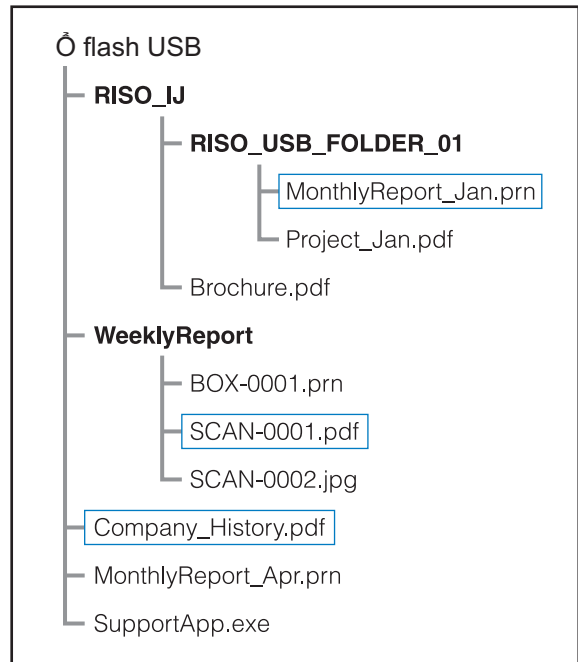 Ổ flash USB
RISO_IJ
RISO_USB_FOLDER_01
MonthlyReport_Jan.prn
Project_Jan.pdf
Brochure.pdf
WeeklyReport
BOX-0001.prn
SCAN-0001.pdf
SCAN-0002.jpg
Company_History.pdf
MonthlyReport_Apr.prn
SupportApp.exe